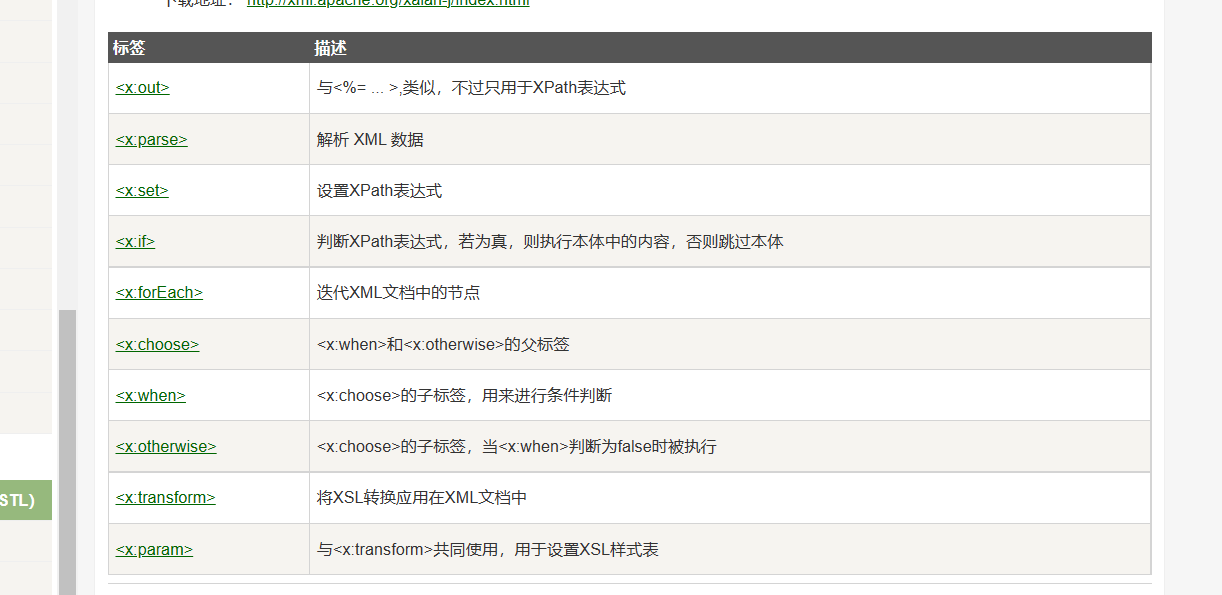 下载地址： http://xml.apache.org/xalan-j/index.html
标签 描述
<x:out> 与<%= ... >,类似，不过只用于XPath表达式
<x:parse> 解析 XML 数据
<x:set> 设置XPath表达式
<x:if> 判断XPath表达式，若为真，则执行本体中的内容，否则跳过本体
<x:forEach> 迭代XML文档中的节点
<x:choose> <x:when>和<x:otherwise>的父标签
<x:when> <x:choose>的子标签，用来进行条件判断
<x:otherwise> <x:choose>的子标签，当<x:when>判断为false时被执行
STL)
<x:transform> 将XSL转换应用在XML文档中
<x:param> 与<x:transform>共同使用，用于设置XSL样式表